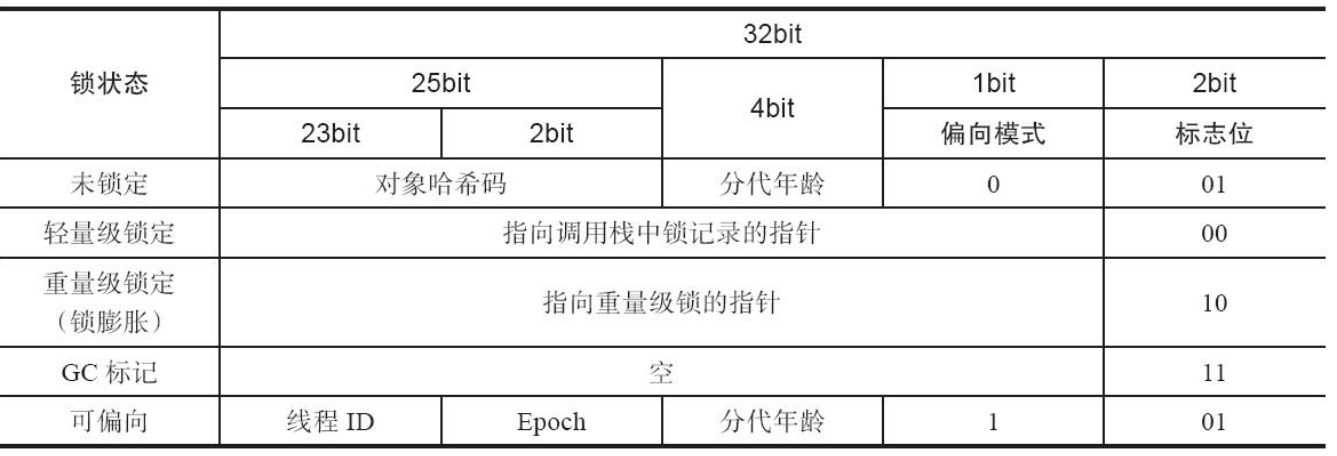 32bit
锁状态
25bit
4bit
1bit
2bit
23bit
2bit
偏向模式
标志位
未锁定
对象哈希码
分代年龄
0
01
轻量级锁定
指向调用栈中锁记录的指针
00
重量级锁定
（锁膨胀）
指向重量级锁的指针
10
GC 标记
空
11
可偏向
线程 ID
Epoch
分代年龄
1
01